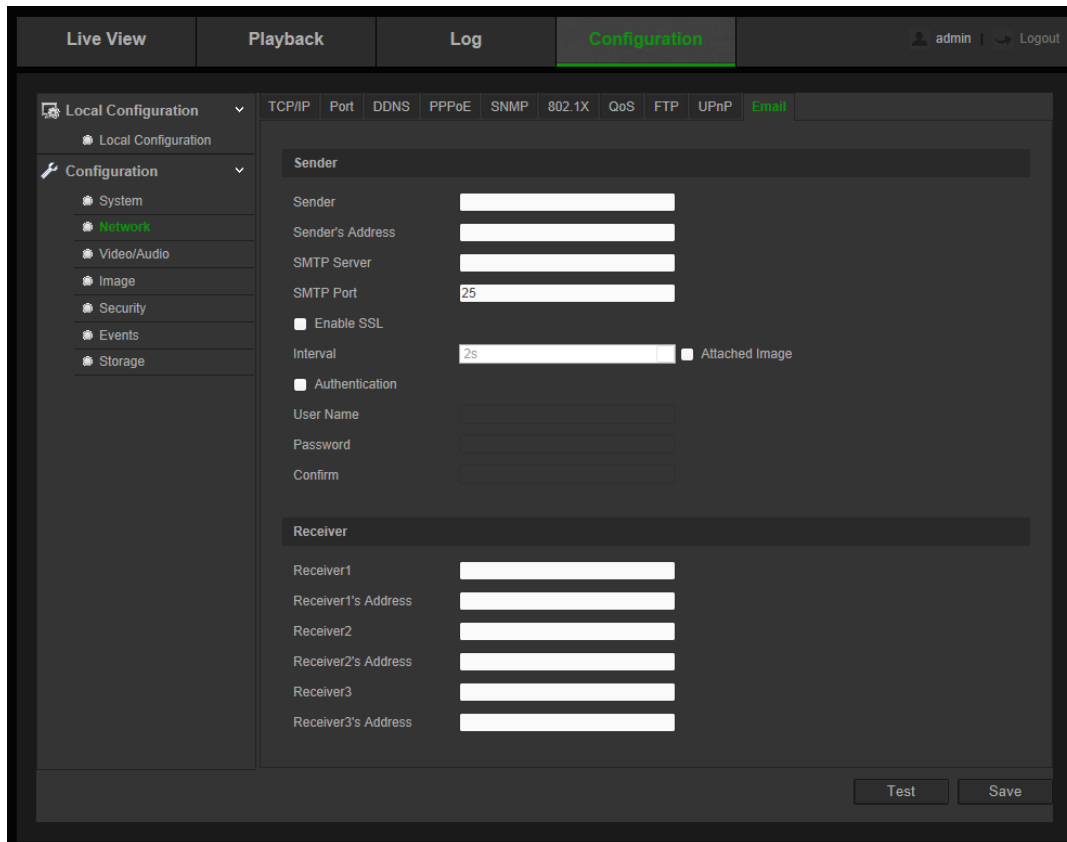 Live View Playback Log Configuration admin | Logout
Local Configuration
Local Configuration
Configuration
System
Network
Video/Audio
Image
Security
Events
Storage
TCP/IP Port DDNS PPPoE SNMP 802.1X QoS FTP UPnP Email
Sender
Sender
Sender's Address
SMTP Server
SMTP Port 25
Enable SSL
Interval 2s Attached Image
Authentication
User Name
Password
Confirm
Receiver
Receiver1
Receiver1's Address
Receiver2
Receiver2's Address
Receiver3
Receiver3's Address
Test Save